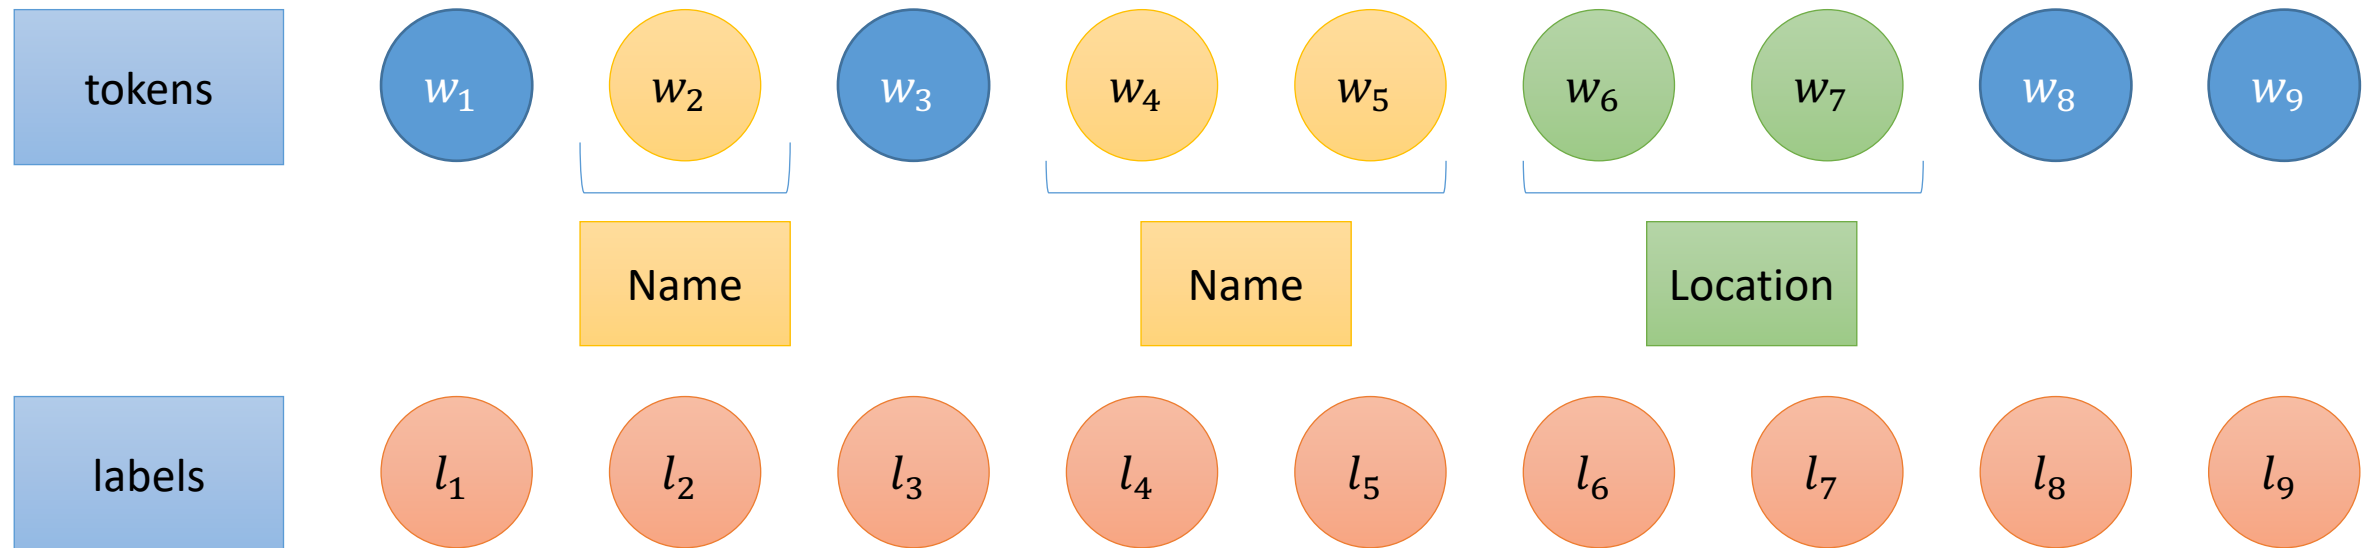 tokens w₁ w₂ w₃ w₄ w₅ w₆ w₇ w₈ w₉
Name Name Location
labels l₁ l₂ l₃ l₄ l₅ l₆ l₇ l₈ l₉